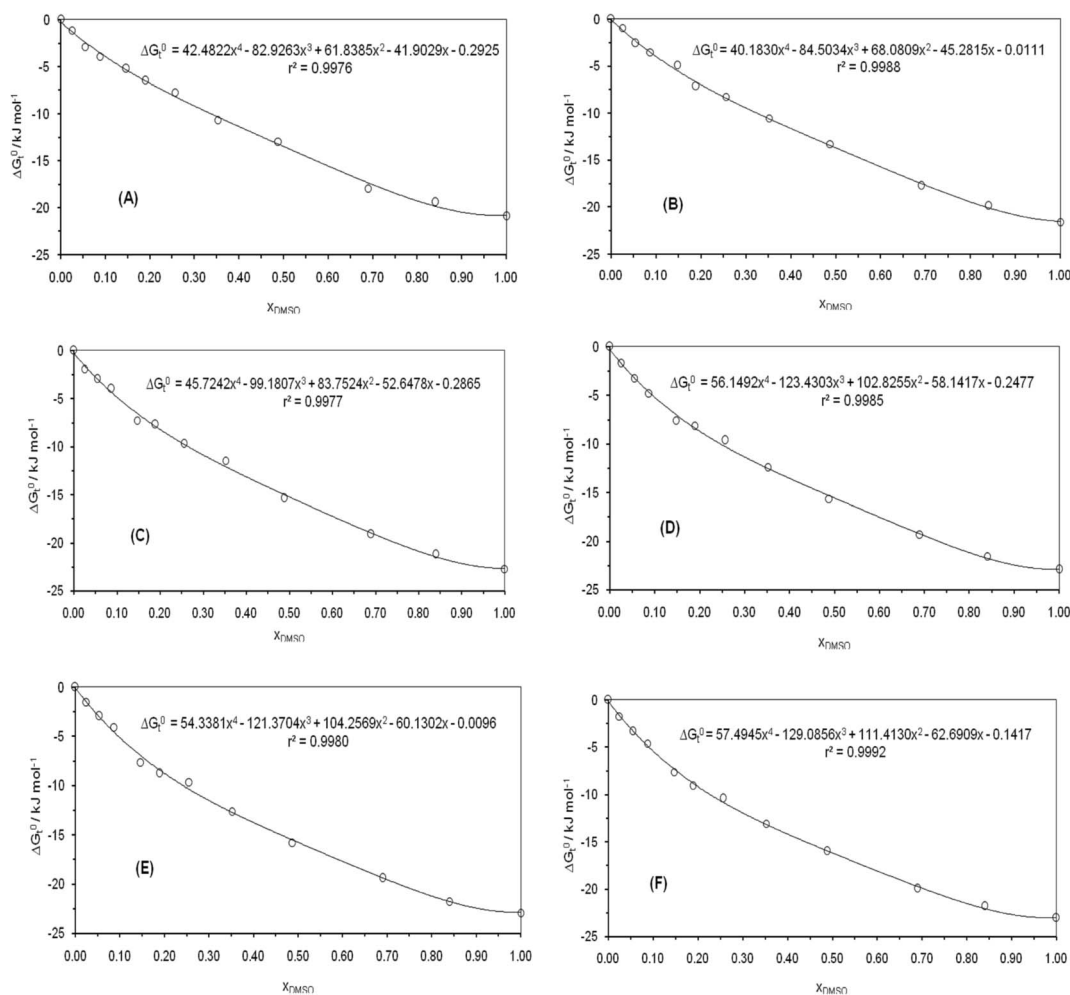 ΔGₜ⁰ / kJ mol⁻¹
0
-5
-10
-15
-20
-25
ΔGₜ⁰ = 42.4822x⁴ - 82.9263x³ + 61.8385x² - 41.9029x - 0.2925
r² = 0.9976
(A)
0.00 0.10 0.20 0.30 0.40 0.50 0.60 0.70 0.80 0.90 1.00
X_DMSO
ΔGₜ⁰ / kJ mol⁻¹
0
-5
-10
-15
-20
-25
ΔGₜ⁰ = 40.1830x⁴ - 84.5034x³ + 68.0809x² - 45.2815x - 0.0111
r² = 0.9988
(B)
0.00 0.10 0.20 0.30 0.40 0.50 0.60 0.70 0.80 0.90 1.00
X_DMSO
ΔGₜ⁰ / kJ mol⁻¹
0
-5
-10
-15
-20
-25
ΔGₜ⁰ = 45.7242x⁴ - 99.1807x³ + 83.7524x² - 52.6478x - 0.2865
r² = 0.9977
(C)
0.00 0.10 0.20 0.30 0.40 0.50 0.60 0.70 0.80 0.90 1.00
X_DMSO
ΔGₜ⁰ / kJ mol⁻¹
0
-5
-10
-15
-20
-25
ΔGₜ⁰ = 56.1492x⁴ - 123.4303x³ + 102.8255x² - 58.1417x - 0.2477
r² = 0.9985
(D)
0.00 0.10 0.20 0.30 0.40 0.50 0.60 0.70 0.80 0.90 1.00
X_DMSO
ΔGₜ⁰ / kJ mol⁻¹
0
-5
-10
-15
-20
-25
ΔGₜ⁰ = 54.3381x⁴ - 121.3704x³ + 104.2569x² - 60.1302x - 0.0096
r² = 0.9980
(E)
0.00 0.10 0.20 0.30 0.40 0.50 0.60 0.70 0.80 0.90 1.00
X_DMSO
ΔGₜ⁰ / kJ mol⁻¹
0
-5
-10
-15
-20
-25
ΔGₜ⁰ = 57.4945x⁴ - 129.0856x³ + 111.4130x² - 62.6909x - 0.1417
r² = 0.9992
(F)
0.00 0.10 0.20 0.30 0.40 0.50 0.60 0.70 0.80 0.90 1.00
X_DMSO